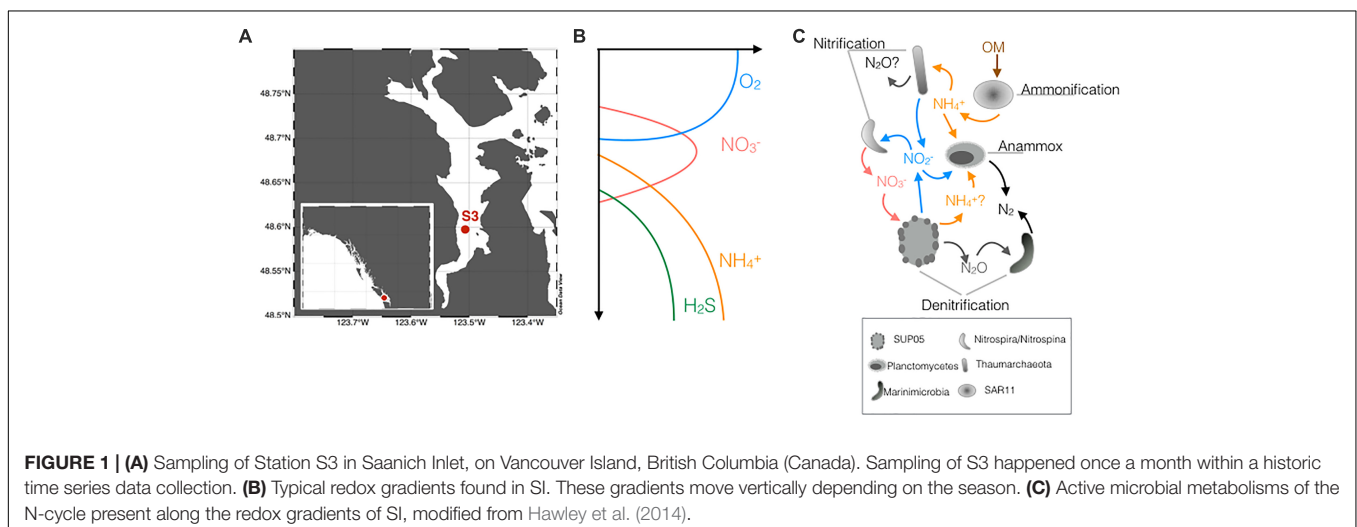 A
48.75°N
48.7°N
48.65°N
48.6°N
48.55°N
48.5°N
123.7°W 123.6°W 123.5°W 123.4°W
S3
Ocean Data View
B
O₂
NO₃⁻
NH₄⁺
H₂S
C
Nitrification
N₂O?
OM
NH₄⁺
Ammonification
NO₂⁻
Anammox
NO₃⁻
NH₄⁺?
N₂
N₂O
Denitrification
SUP05 Nitrospira/Nitrospina
Planctomycetes Thaumarchaeota
Marinimicrobia SAR11
FIGURE 1 | (A) Sampling of Station S3 in Saanich Inlet, on Vancouver Island, British Columbia (Canada). Sampling of S3 happened once a month within a historic
time series data collection. (B) Typical redox gradients found in SI. These gradients move vertically depending on the season. (C) Active microbial metabolisms of the
N-cycle present along the redox gradients of SI, modified from Hawley et al. (2014).